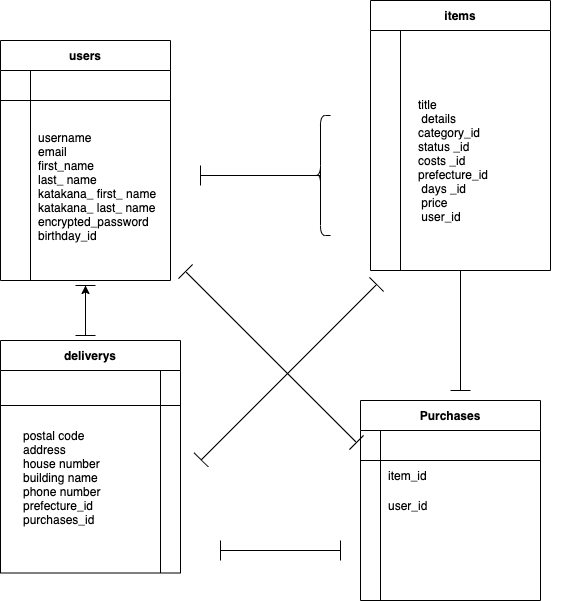 users
username
email
first_name
last_ name
katakana_ first_ name
katakana_ last_ name
encrypted_password
birthday_id
items
title
details
category_id
status _id
costs _id
prefecture_id
days _id
price
user_id
deliverys
postal code
address
house number
building name
phone number
prefecture_id
purchases_id
Purchases
item_id
user_id